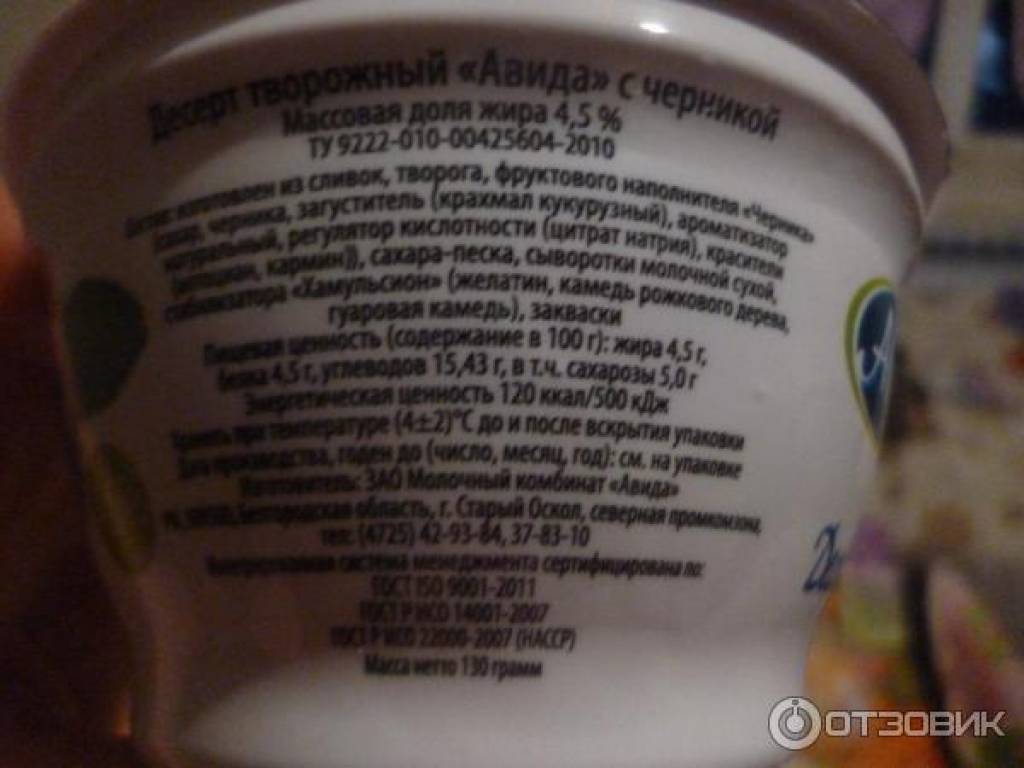 Десерт творожный «Авида» с черникой
Массовая доля жира 4,5 %
ТУ 9222-010-00425604-2010
изготовлен из сливок, творога, фруктового наполнителя «Черника»
черника, загуститель (крахмал кукурузный), ароматизатор
натуральный, регулятор кислотности (цитрат натрия), красители
кармин)), сахара-песка, сыворотки молочной сухой,
стабилизатора «Хамульсион» (желатин, камедь рожкового дерева,
гуаровая камедь), закваски
Пищевая ценность (содержание в 100 г): жира 4,5 г,
белка 4,5 г, углеводов 15,43 г, в т.ч. сахарозы 5,0 г
Энергетическая ценность 120 ккал/500 кДж
Хранить при температуре (4±2)°С до и после вскрытия упаковки
Дата производства, годен до (число, месяц, год): см. на упаковке
Изготовитель: ЗАО Молочный комбинат «Авида»
Белгородская область, г. Старый Оскол, северная промкомзона,
тел: (4725) 42-93-84, 37-83-10
Интегрированная система менеджмента сертифицирована по:
ГОСТ ISO 9001-2011
ГОСТ Р ИСО 14001-2007
ГОСТ Р ИСО 22000-2007 (НАССР)
Масса нетто 130 грамм
ОТЗОВИК